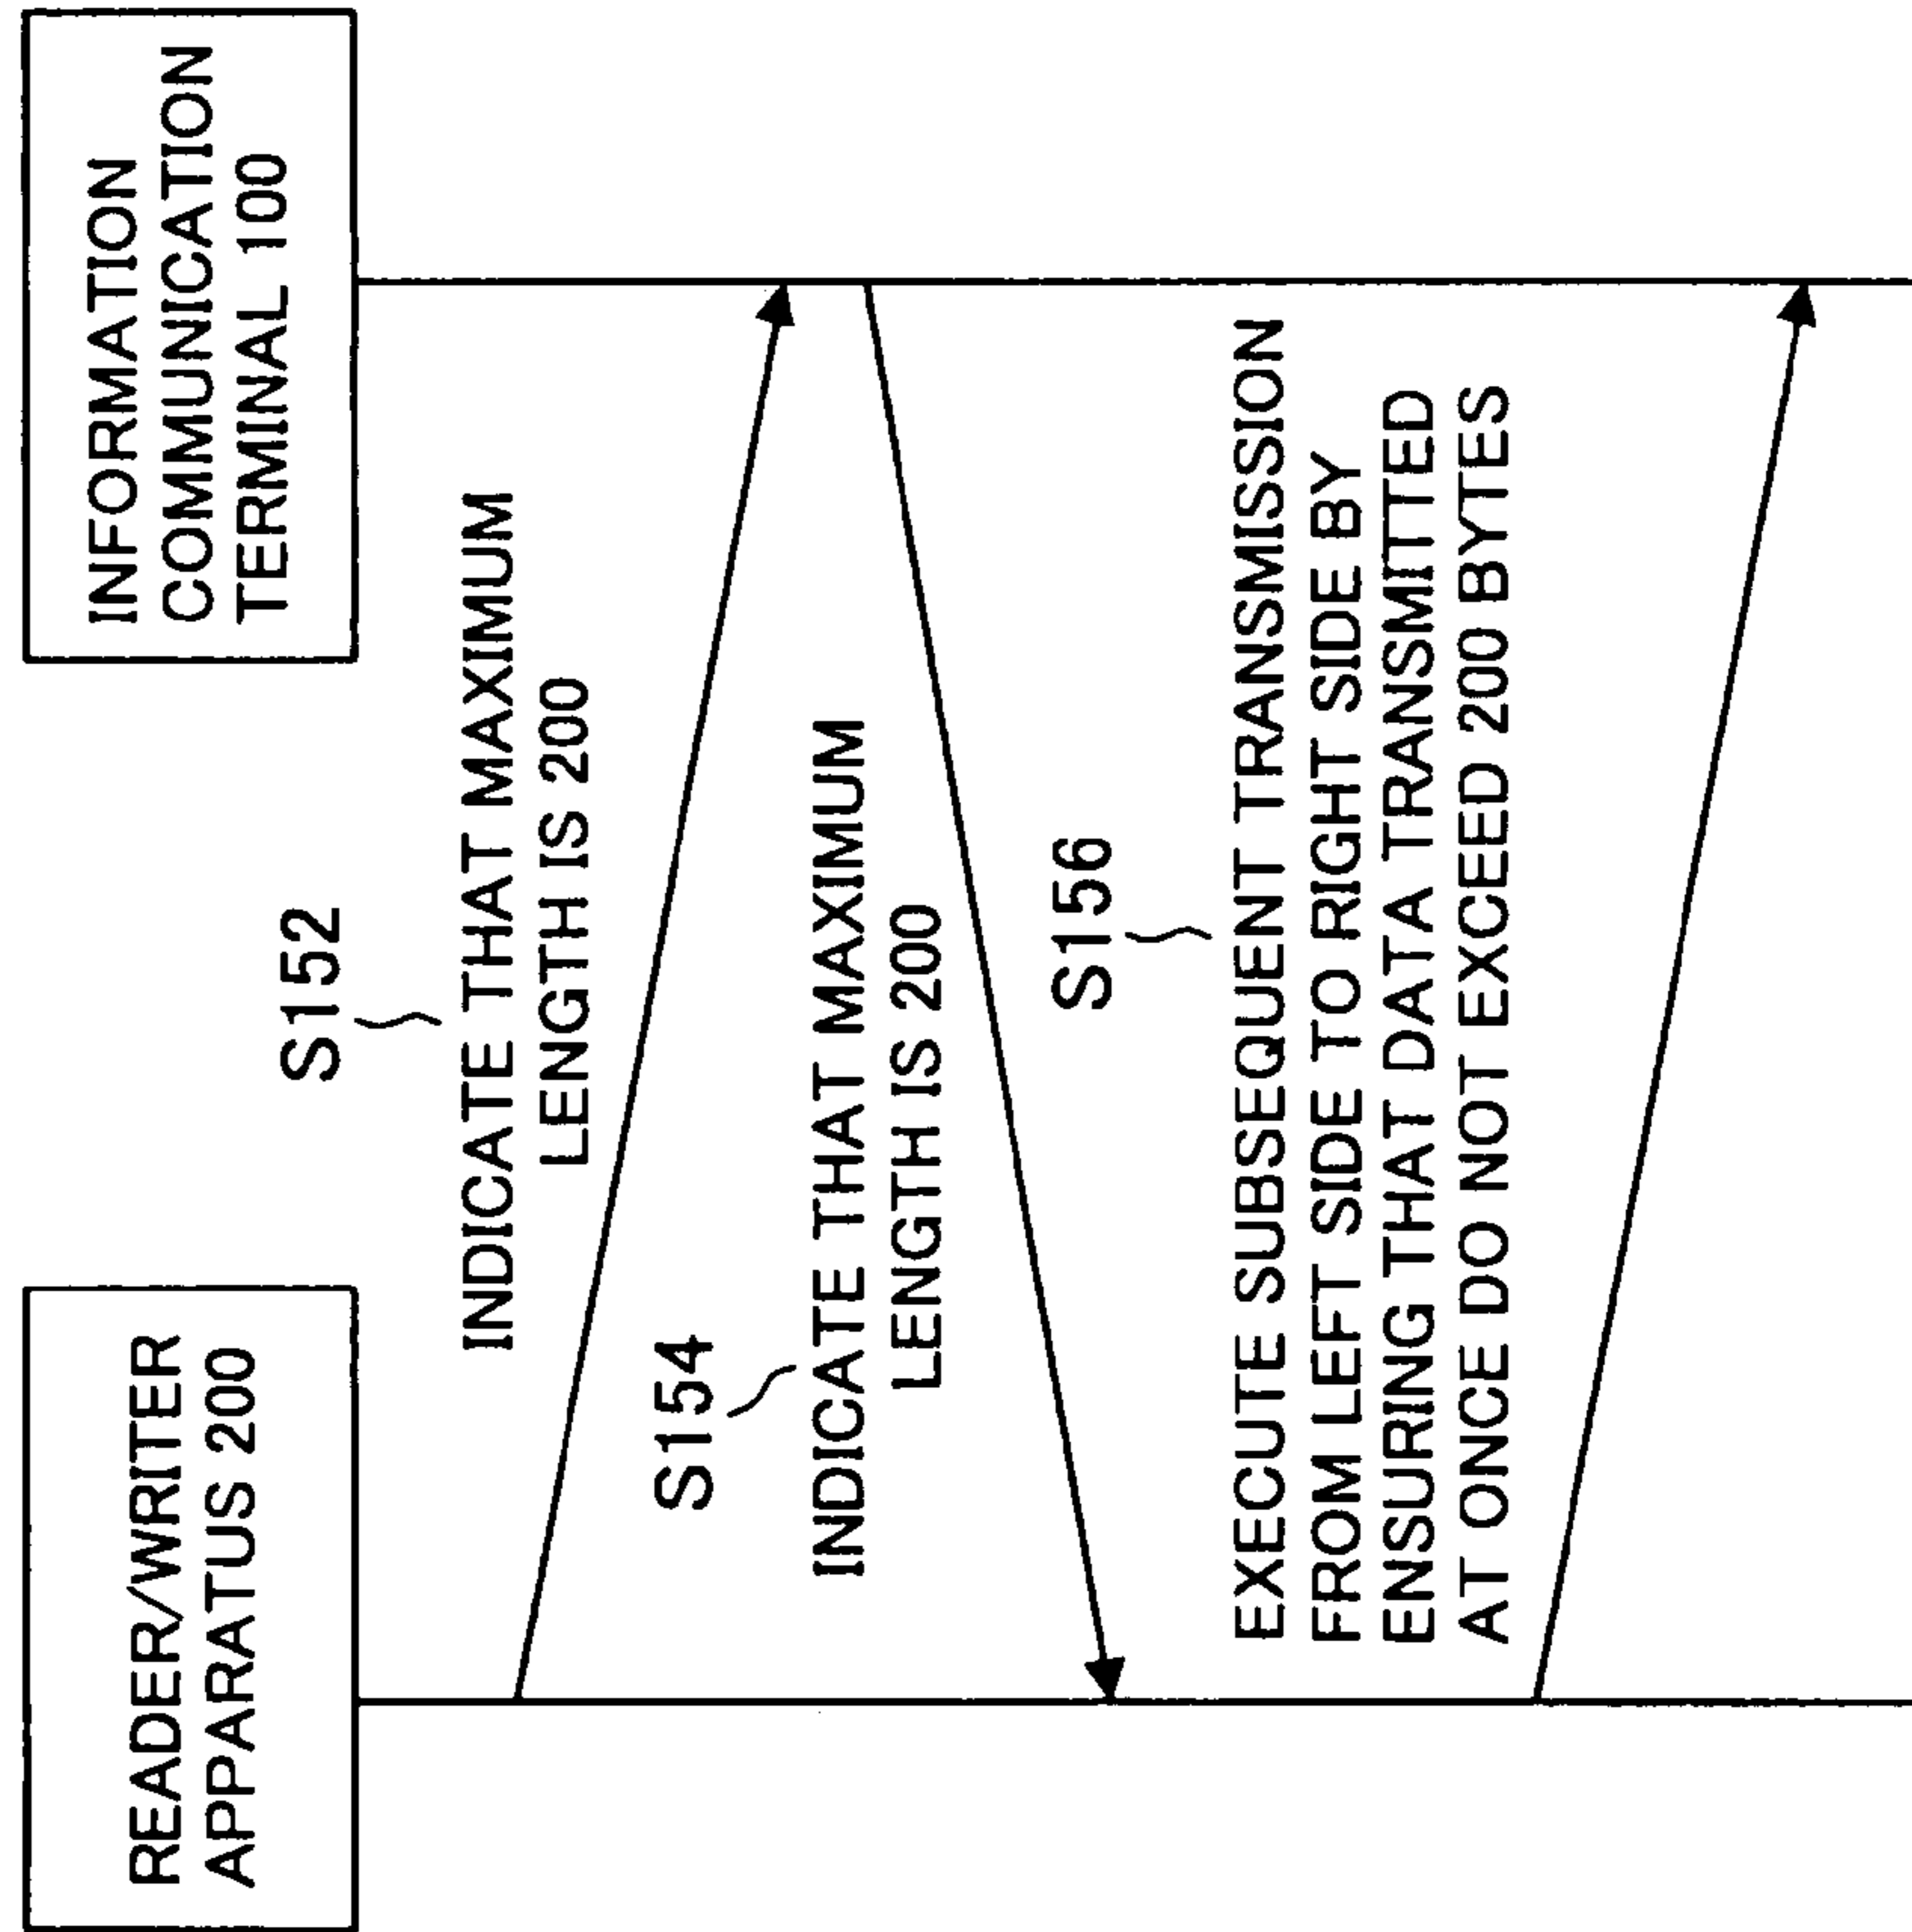 READER/WRITER
APPARATUS 200
INFORMATION
COMMUNICATION
TERMINAL 100
S152
INDICATE THAT MAXIMUM
LENGTH IS 200
S154
INDICATE THAT MAXIMUM
LENGTH IS 200
S156
EXECUTE SUBSEQUENT TRANSMISSION
FROM LEFT SIDE TO RIGHT SIDE BY
ENSURING THAT DATA TRANSMITTED
AT ONCE DO NOT EXCEED 200 BYTES